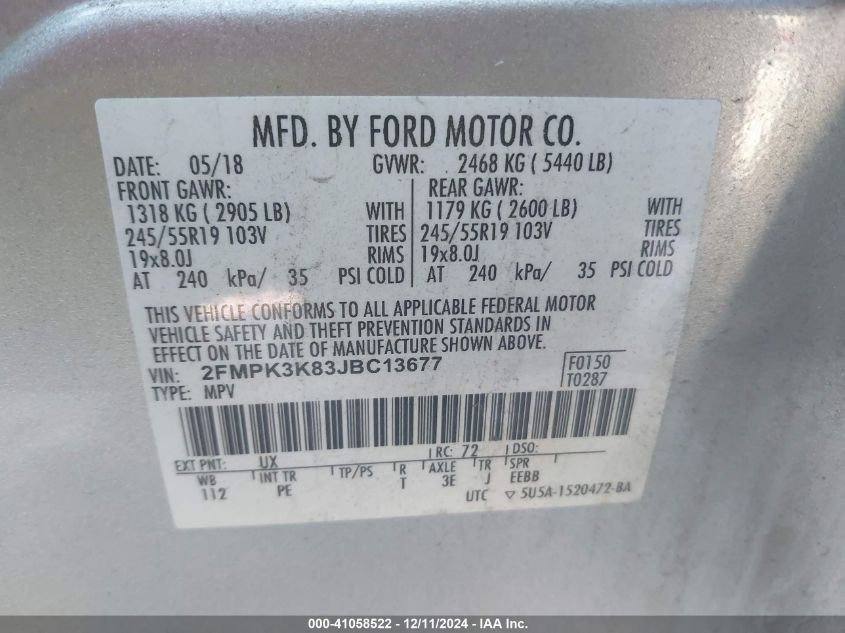 MFD. BY FORD MOTOR CO.
DATE: 05/18 GVWR: 2468 KG ( 5440 LB)
FRONT GAWR: REAR GAWR:
1318 KG ( 2905 LB) WITH 1179 KG ( 2600 LB) WITH
245/55R19 103V TIRES 245/55R19 103V TIRES
19x8.0J RIMS 19x8.0J RIMS
AT 240 kPa/ 35 PSI COLD AT 240 kPa/ 35 PSI COLD
THIS VEHICLE CONFORMS TO ALL APPLICABLE FEDERAL MOTOR
VEHICLE SAFETY AND THEFT PREVENTION STANDARDS IN
EFFECT ON THE DATE OF MANUFACTURE SHOWN ABOVE.
VIN: 2FMPK3K83JBC13677 F0150
TYPE: MPV T0287
EXT PNT: UX RC: 72 DSO:
WB INT TR TP/PS R AXLE TR SPR
112 PE T 3E J EEBB
UTC ▽ 5U5A-1520472-BA
000-41058522 - 12/11/2024 - IAA Inc.